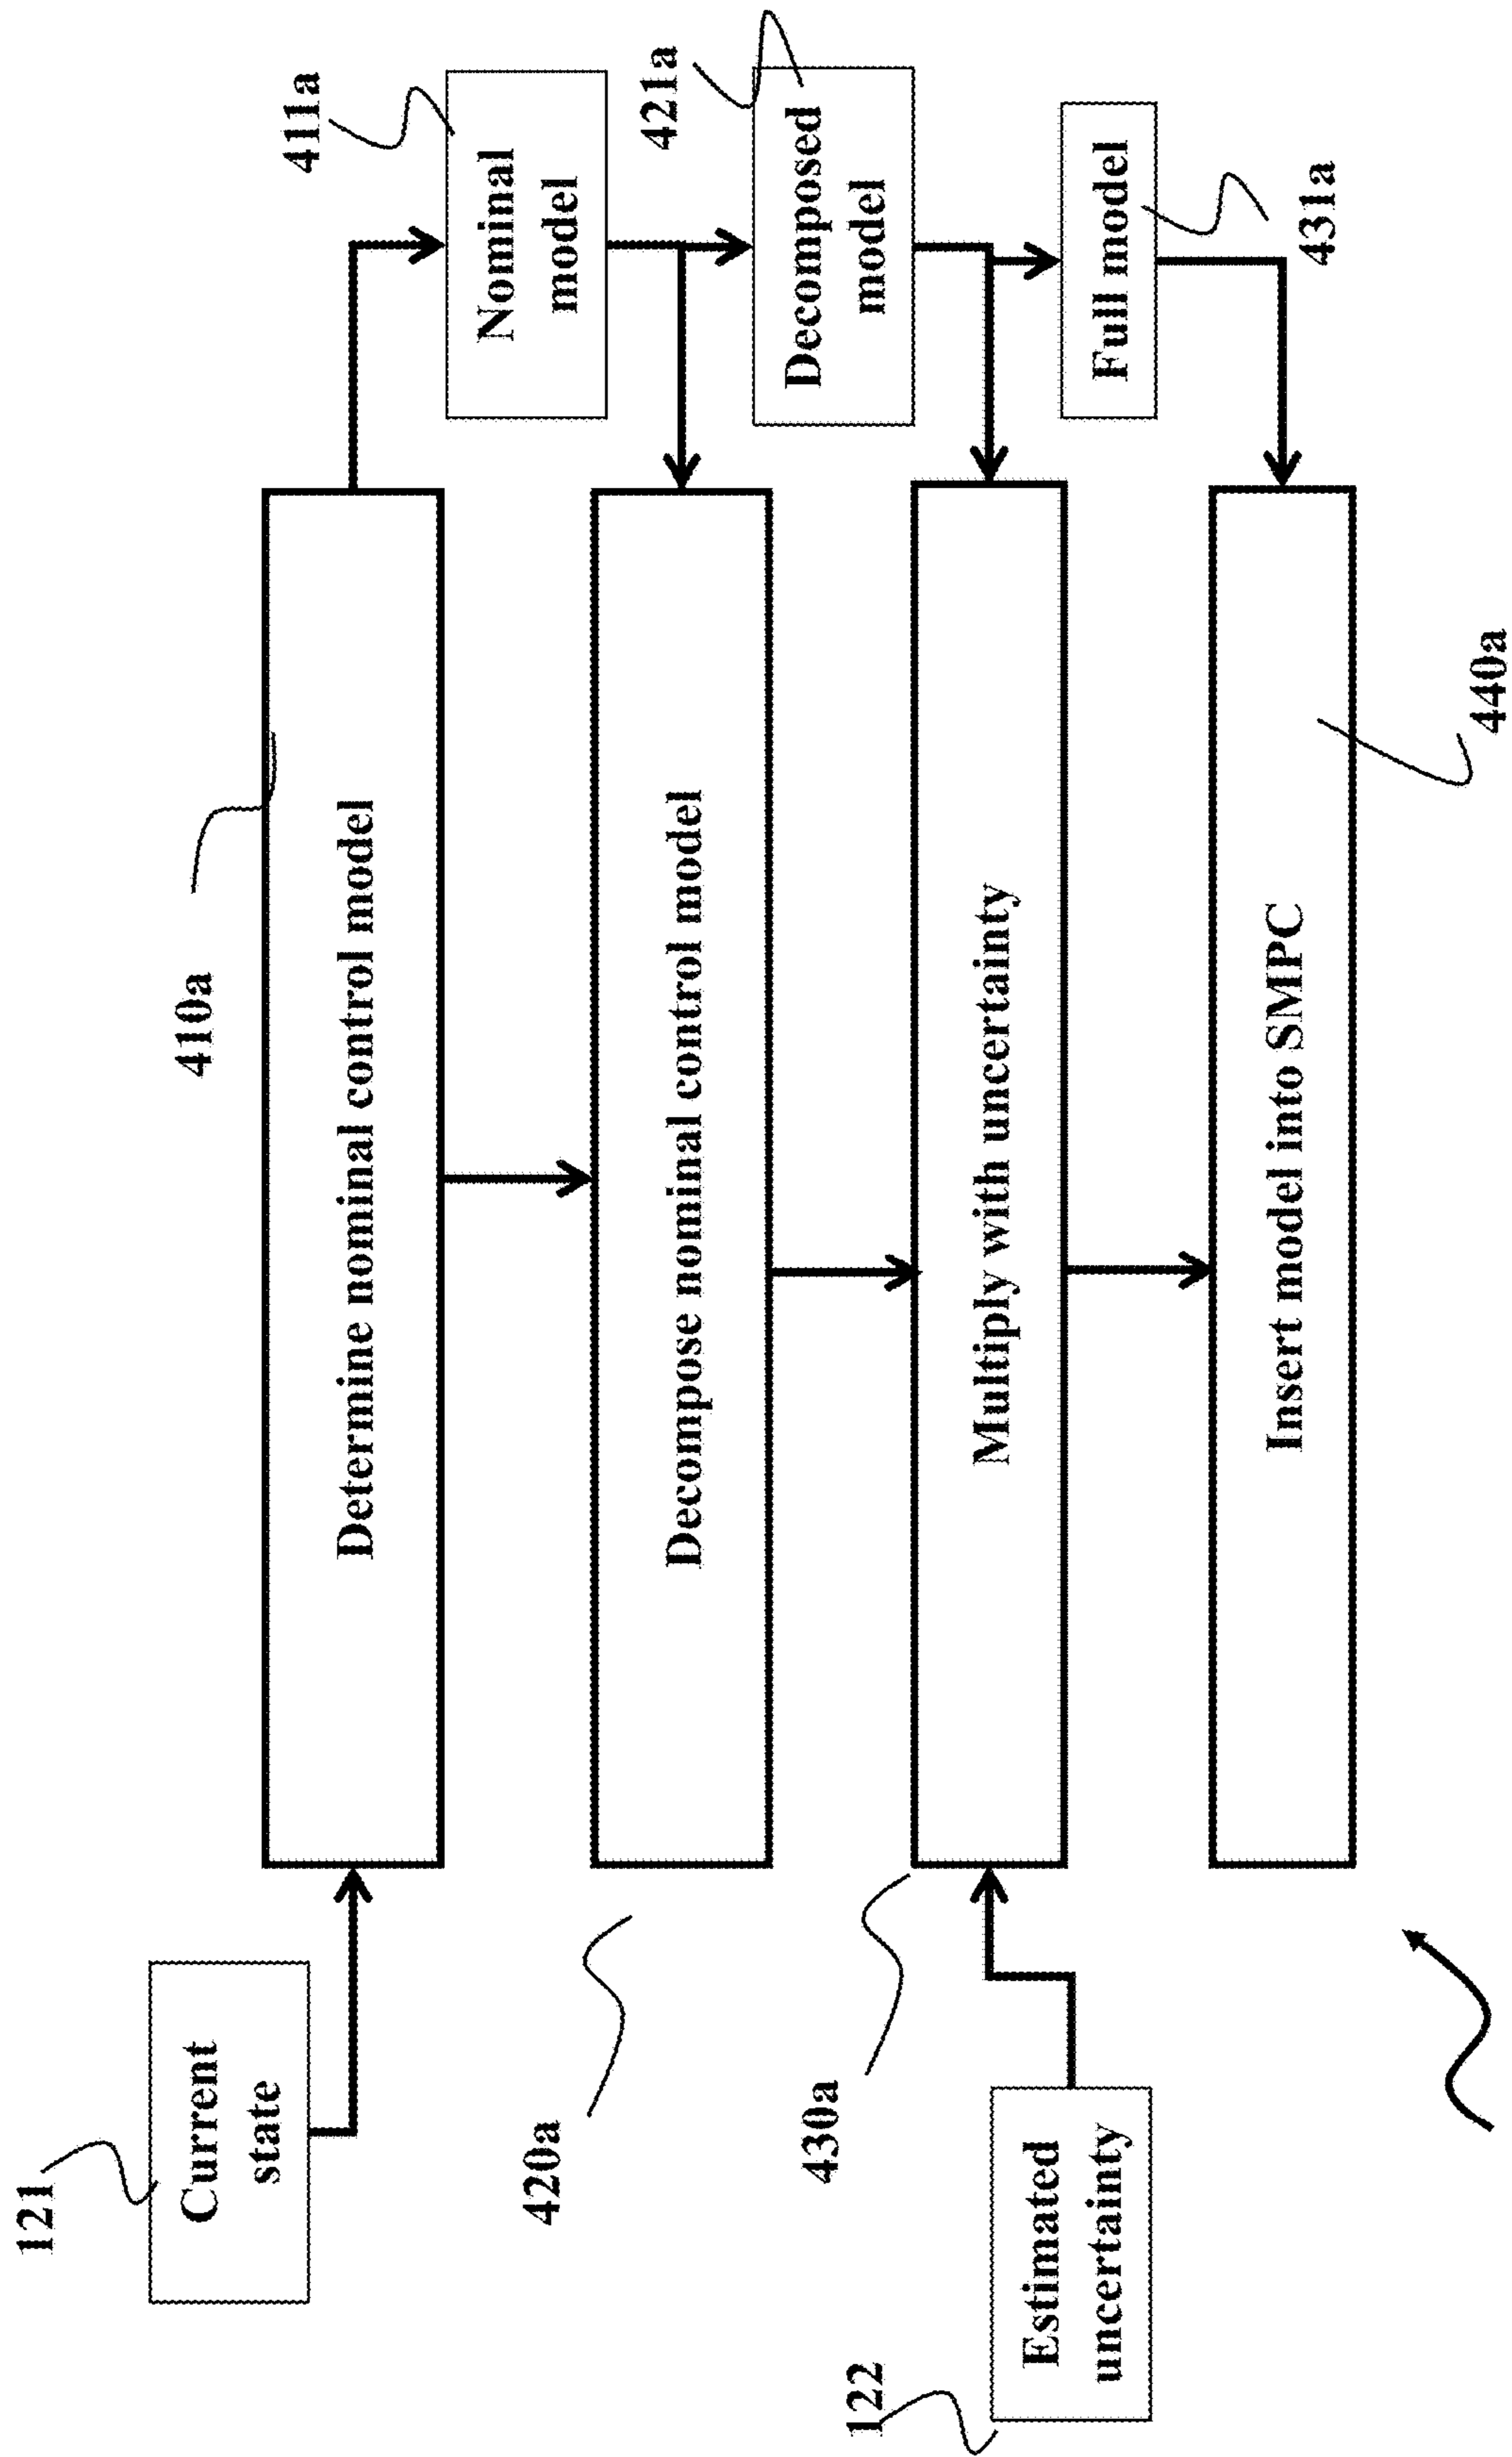 410a
411a
121
Current
state
Determine nominal control model
Nominal
model
421a
420a
Decompose nominal control model
Decomposed
model
430a
122
Estimated
uncertainty
Multiply with uncertainty
Full model
431a
Insert model into SMPC
440a